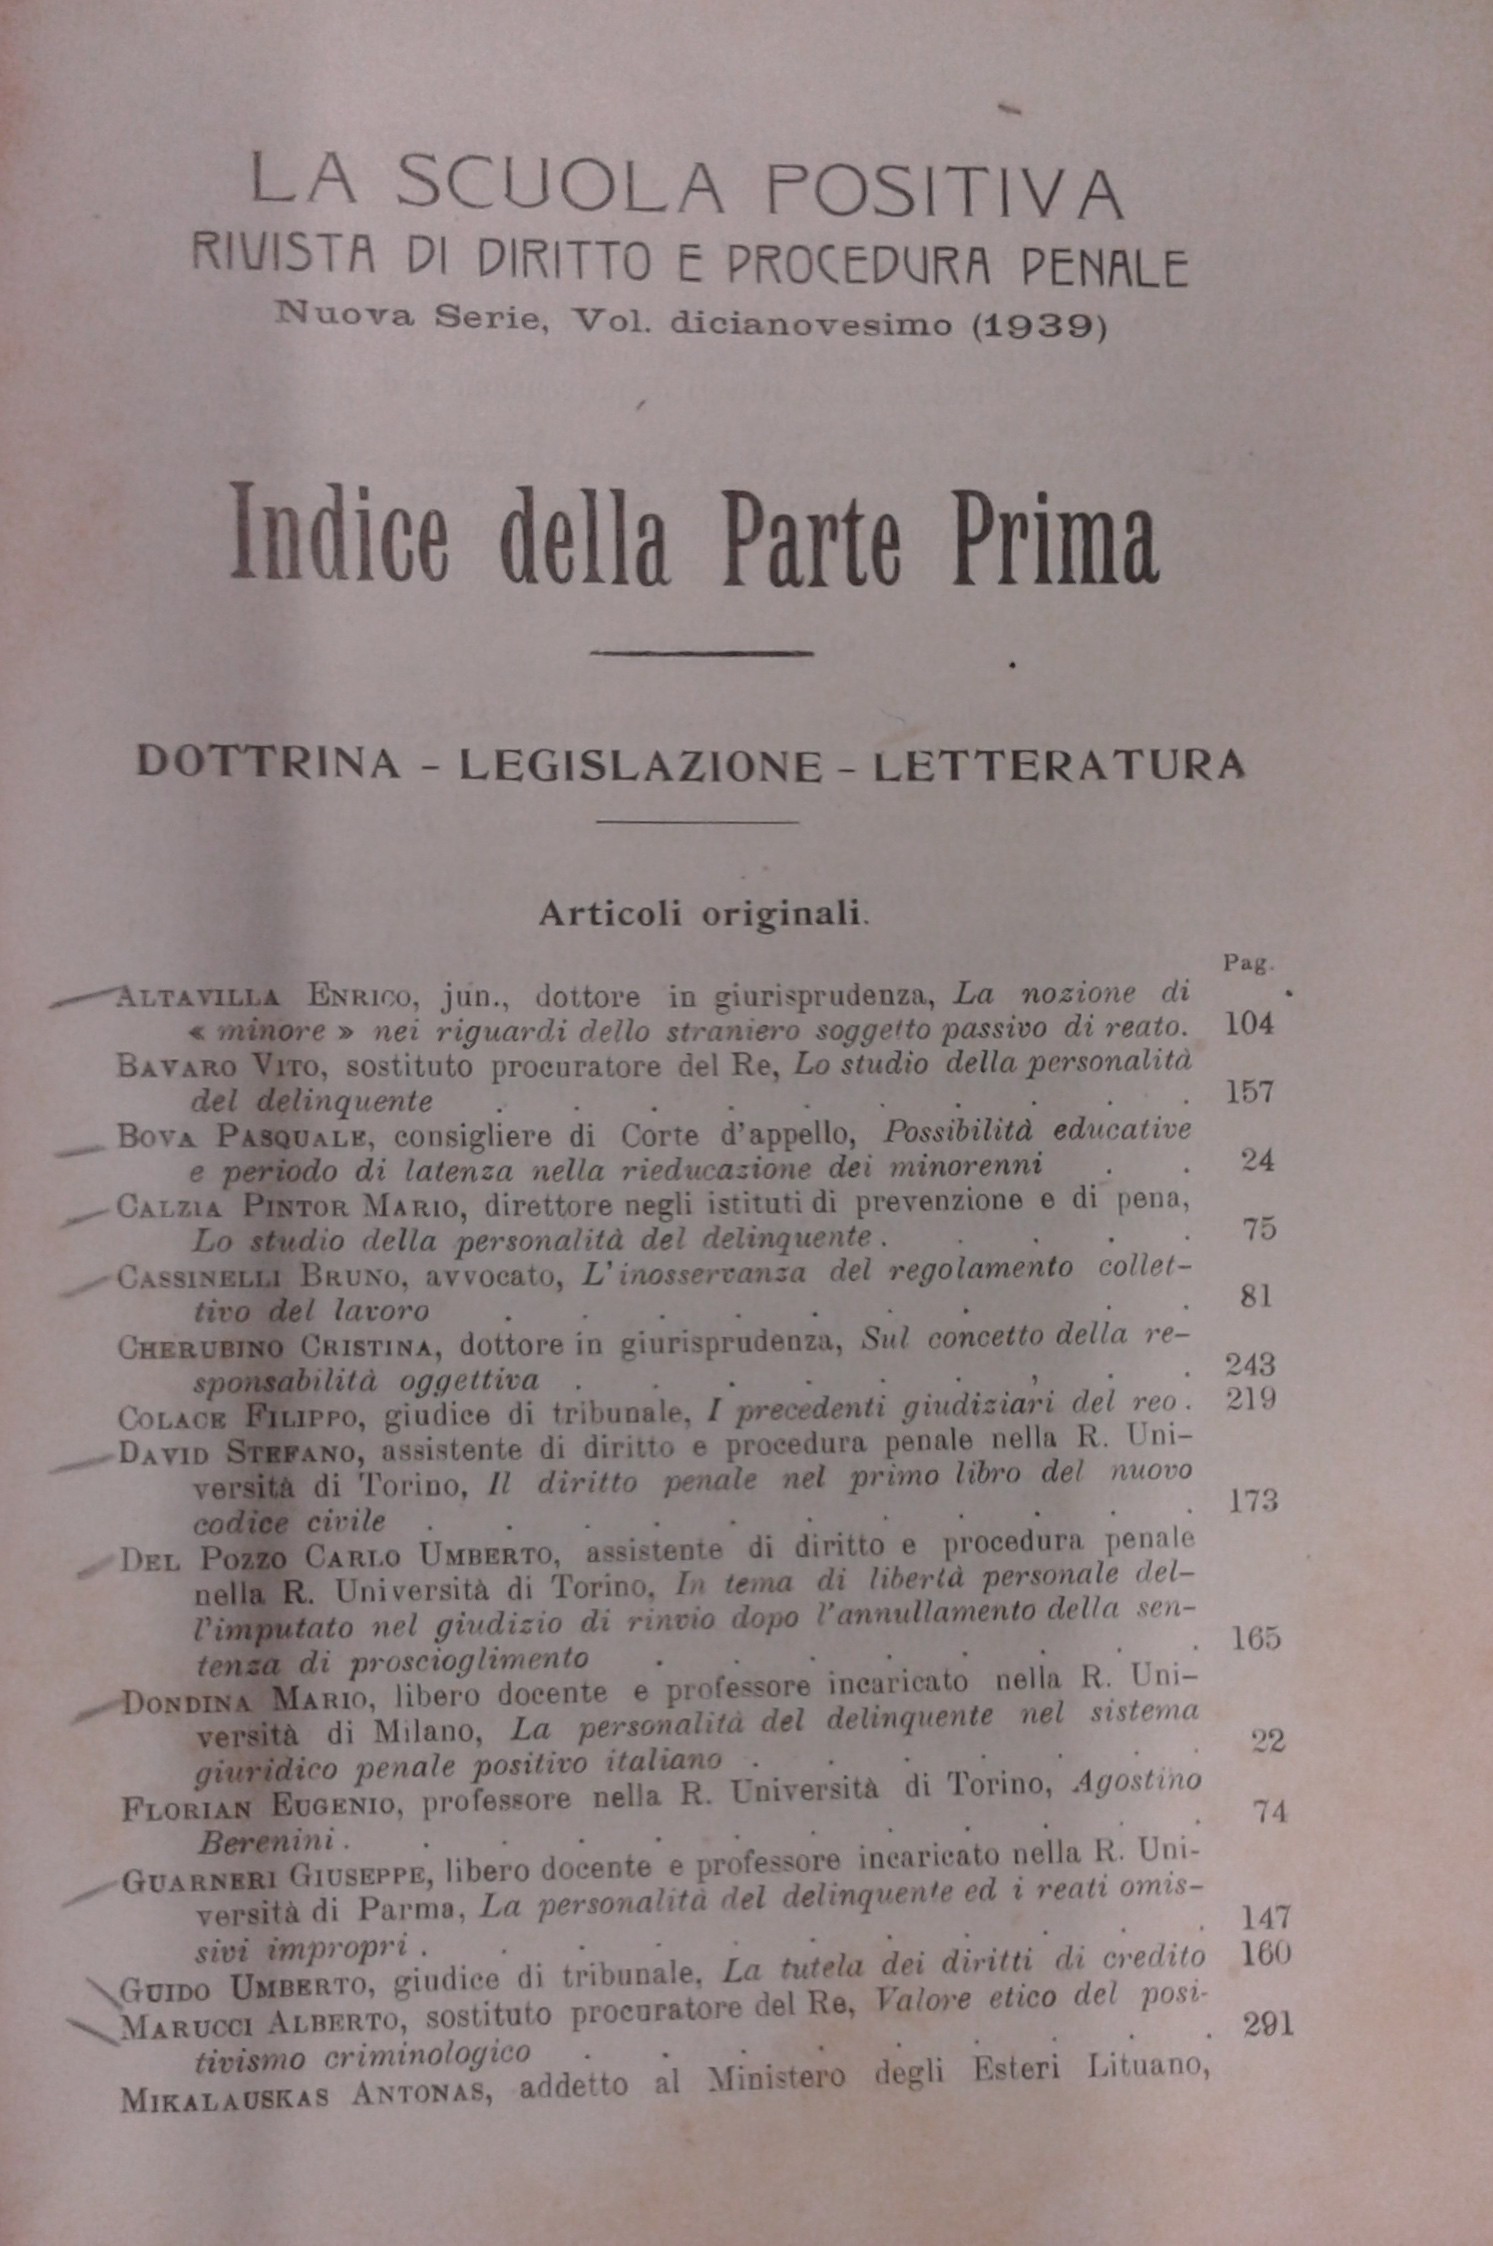 LA SCUOLA POSITIVA
RIVISTA DI DIRITTO E PROCEDURA PENALE
Nuova Serie, Vol. dicianovesimo (1939)
Indice della Parte Prima
DOTTRINA – LEGISLAZIONE – LETTERATURA
Articoli originali.
Pag.
ALTAVILLA ENRICO, jun., dottore in giurisprudenza, La nozione di
« minore » nei riguardi dello straniero soggetto passivo di reato. 104
BAVARO VITO, sostituto procuratore del Re, Lo studio della personalità
del delinquente . . . . . . . . . . 157
BOVA PASQUALE, consigliere di Corte d'appello, Possibilità educative
e periodo di latenza nella rieducazione dei minorenni . . 24
CALZIA PINTOR MARIO, direttore negli istituti di prevenzione e di pena,
Lo studio della personalità del delinquente . . . . . 75
CASSINELLI BRUNO, avvocato, L'inosservanza del regolamento collet-
tivo del lavoro . . . . . . . . . 81
CHERUBINO CRISTINA, dottore in giurisprudenza, Sul concetto della re-
sponsabilità oggettiva . . . . . . . . . 243
COLACE FILIPPO, giudice di tribunale, I precedenti giudiziari del reo . 219
DAVID STEFANO, assistente di diritto e procedura penale nella R. Uni-
versità di Torino, Il diritto penale nel primo libro del nuovo
codice civile . . . . . . . . . . . 173
DEL POZZO CARLO UMBERTO, assistente di diritto e procedura penale
nella R. Università di Torino, In tema di libertà personale del-
l'imputato nel giudizio di rinvio dopo l'annullamento della sen-
tenza di proscioglimento . . . . . . . . 165
DONDINA MARIO, libero docente e professore incaricato nella R. Uni-
versità di Milano, La personalità del delinquente nel sistema
giuridico penale positivo italiano . . . . . . . 22
FLORIAN EUGENIO, professore nella R. Università di Torino, Agostino
Berenini . . . . . . . . . . . . 74
GUARNERI GIUSEPPE, libero docente e professore incaricato nella R. Uni-
versità di Parma, La personalità del delinquente ed i reati omis-
sivi impropri . . . . . . . . . . . 147
GUIDO UMBERTO, giudice di tribunale, La tutela dei diritti di credito 160
MARUCCI ALBERTO, sostituto procuratore del Re, Valore etico del posi-
tivismo criminologico . . . . . . . . . 291
MIKALAUSKAS ANTONAS, addetto al Ministero degli Esteri Lituano,